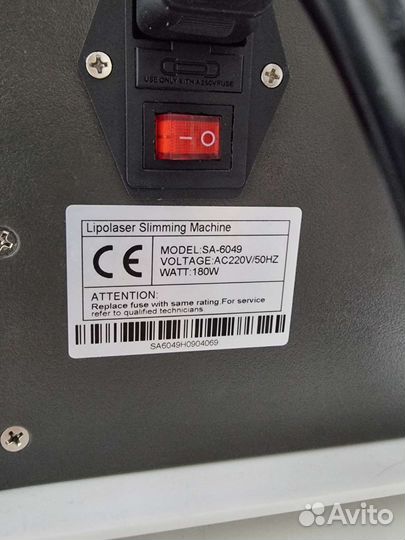 USE ONLY WITH A 250V FUSE
Lipolaser Slimming Machine
CE
MODEL:SA-6049
VOLTAGE:AC220V/50HZ
WATT:180W
ATTENTION:
Replace fuse with same rating.For service
refer to qualified technicians
SA6049H0904069
Avito